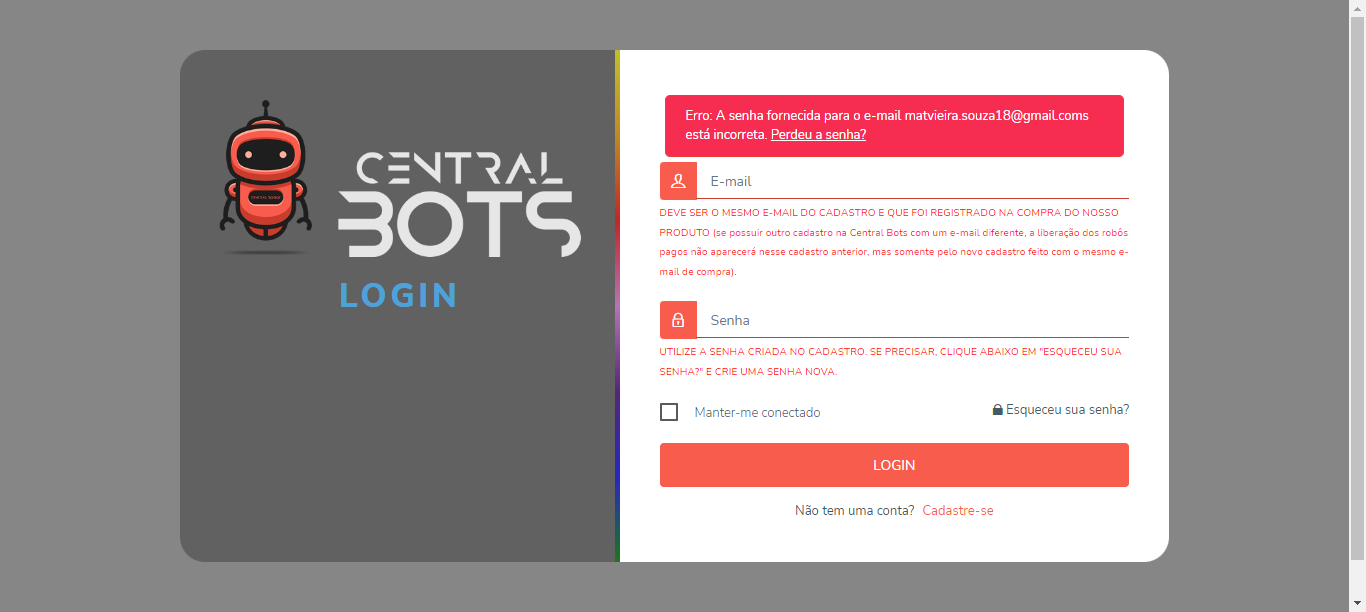 CENTRAL
BOTS
LOGIN
Erro: A senha fornecida para o e-mail matvieira.souza18@gmail.coms
está incorreta. Perdeu a senha?
E-mail
DEVE SER O MESMO E-MAIL DO CADASTRO E QUE FOI REGISTRADO NA COMPRA DO NOSSO
PRODUTO (se possuir outro cadastro na Central Bots com um e-mail diferente, a liberação dos robôs
pagos não aparecerá nesse cadastro anterior, mas somente pelo novo cadastro feito com o mesmo e-
mail de compra).
Senha
UTILIZE A SENHA CRIADA NO CADASTRO. SE PRECISAR, CLIQUE ABAIXO EM "ESQUECEU SUA
SENHA?" E CRIE UMA SENHA NOVA.
Manter-me conectado
Esqueceu sua senha?
LOGIN
Não tem uma conta? Cadastre-se